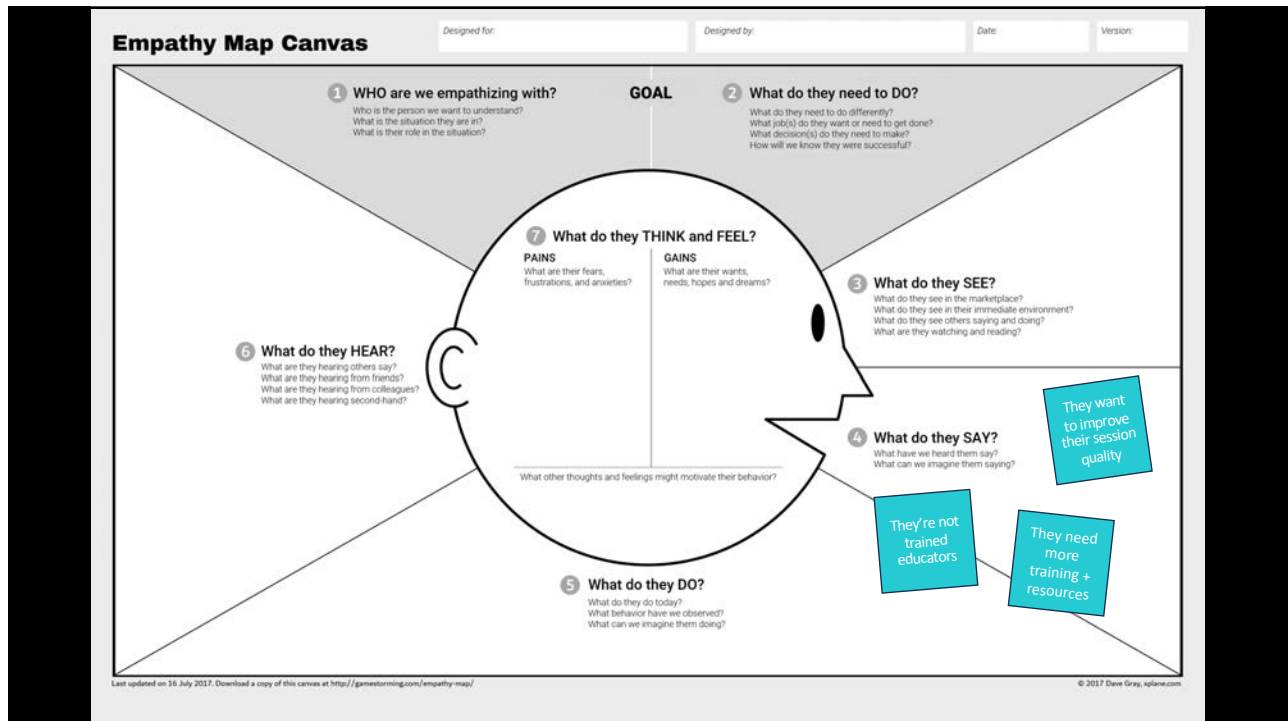 Empathy Map Canvas
Designed for:
Designed by:
Date:
Version:
1 WHO are we empathizing with?
Who is the person we want to understand?
What is the situation they are in?
What is their role in the situation?
GOAL
2 What do they need to DO?
What do they need to do differently?
What job(s) do they want or need to get done?
What decision(s) do they need to make?
How will we know they were successful?
7 What do they THINK and FEEL?
PAINS
What are their fears,
frustrations, and anxieties?
GAINS
What are their wants,
needs, hopes and dreams?
What other thoughts and feelings might motivate their behavior?
3 What do they SEE?
What do they see in the marketplace?
What do they see in their immediate environment?
What do they see others saying and doing?
What are they watching and reading?
6 What do they HEAR?
What are they hearing others say?
What are they hearing from friends?
What are they hearing from colleagues?
What are they hearing second-hand?
4 What do they SAY?
What have we heard them say?
What can we imagine them saying?
They want
to improve
their session
quality
They're not
trained
educators
They need
more
training +
resources
5 What do they DO?
What do they do today?
What behavior have we observed?
What can we imagine them doing?
Last updated on 16 July 2017. Download a copy of this canvas at http://gamestorming.com/empathy-map/
© 2017 Dave Gray, xplane.com